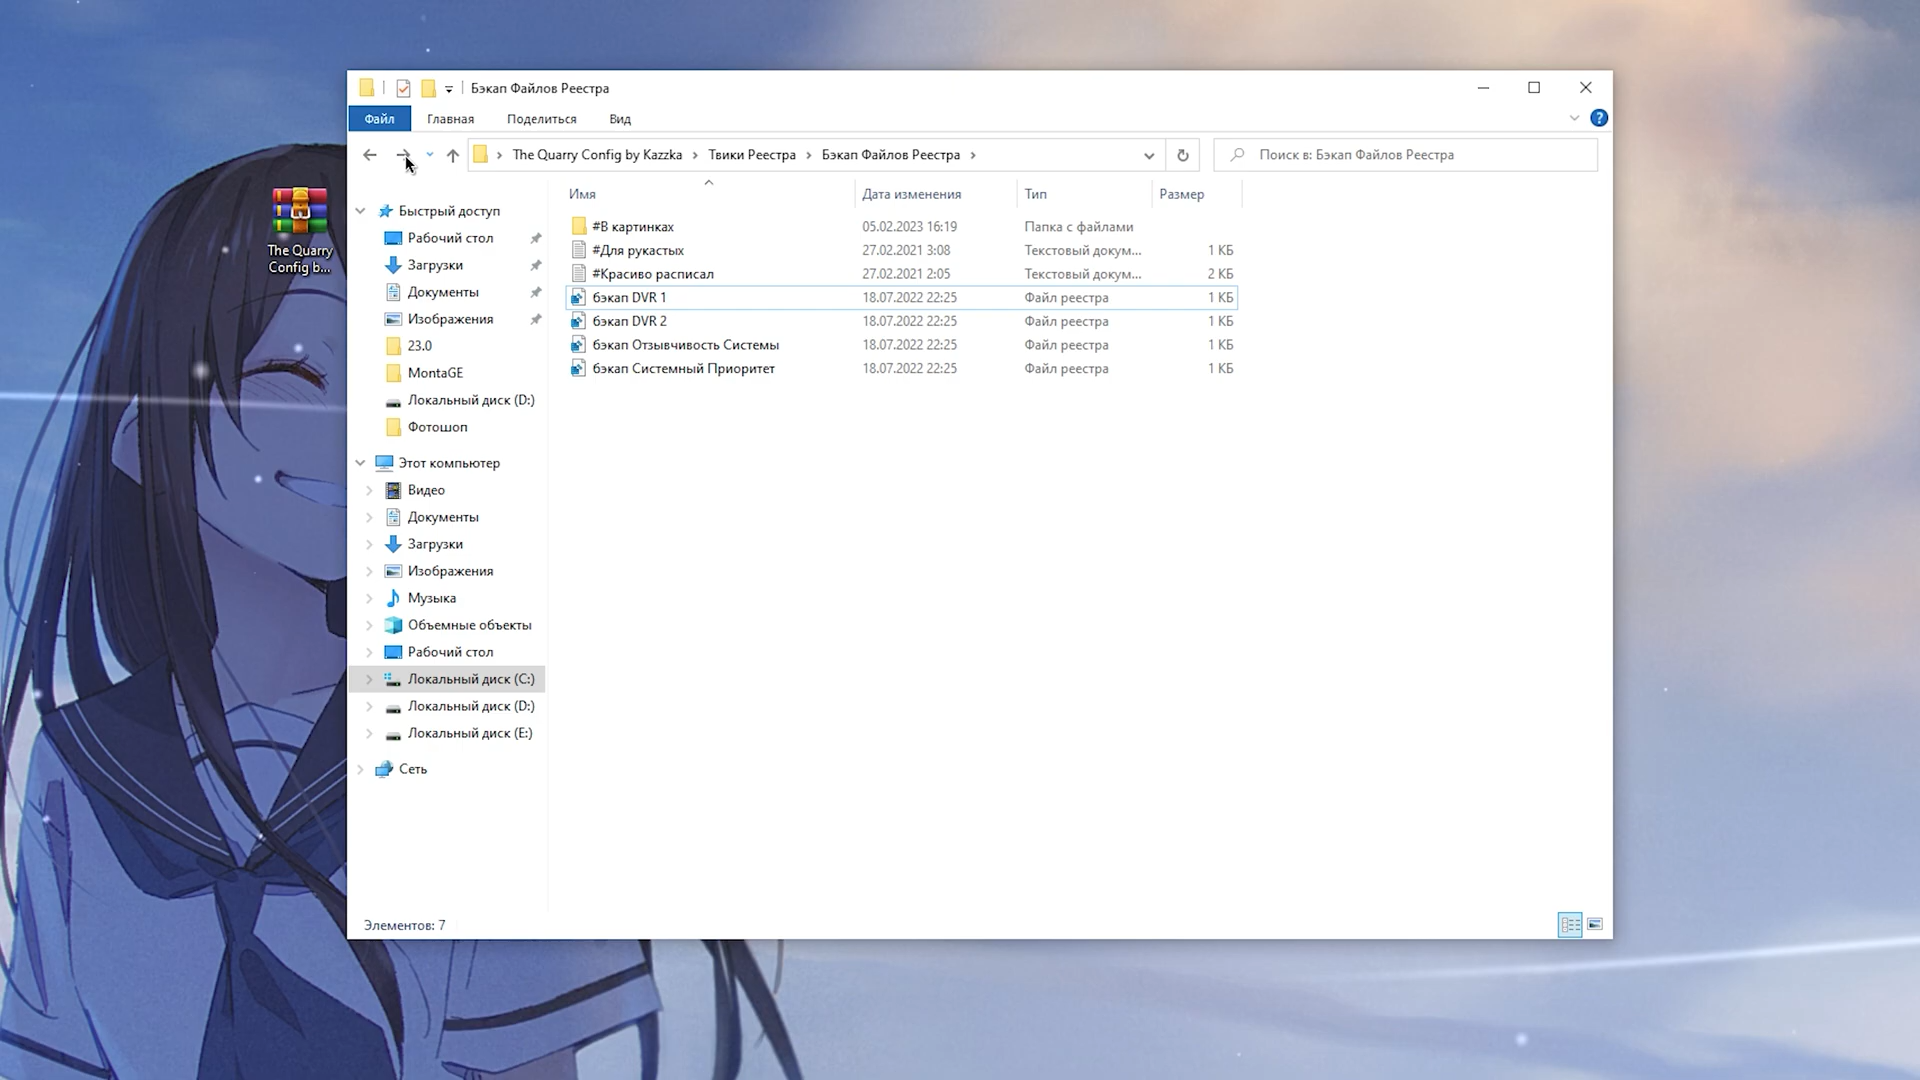 Бэкап Файлов Реестра
Файл Главная Поделиться Вид
The Quarry Config by Kazzka Твики Реестра Бэкап Файлов Реестра
Поиск в: Бэкап Файлов Реестра
The Quarry
Config b...
Быстрый доступ
Рабочий стол
Загрузки
Документы
Изображения
23.0
MontaGE
Локальный диск (D:)
Фотошоп
Этот компьютер
Видео
Документы
Загрузки
Изображения
Музыка
Объемные объекты
Рабочий стол
Локальный диск (C:)
Локальный диск (D:)
Локальный диск (E:)
Сеть
Имя Дата изменения Тип Размер
#В картинках 05.02.2023 16:19 Папка с файлами
#Для рукастых 27.02.2021 3:08 Текстовый докум... 1 КБ
#Красиво расписал 27.02.2021 2:05 Текстовый докум... 2 КБ
бэкап DVR 1 18.07.2022 22:25 Файл реестра 1 КБ
бэкап DVR 2 18.07.2022 22:25 Файл реестра 1 КБ
бэкап Отзывчивость Системы 18.07.2022 22:25 Файл реестра 1 КБ
бэкап Системный Приоритет 18.07.2022 22:25 Файл реестра 1 КБ
Элементов: 7